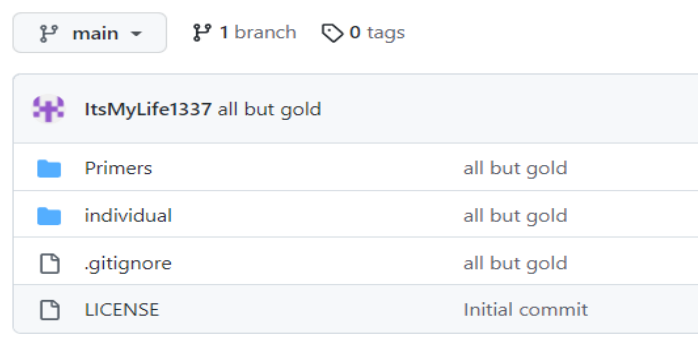 main 1 branch 0 tags
ItsMyLife1337 all but gold
Primers all but gold
individual all but gold
.gitignore all but gold
LICENSE Initial commit